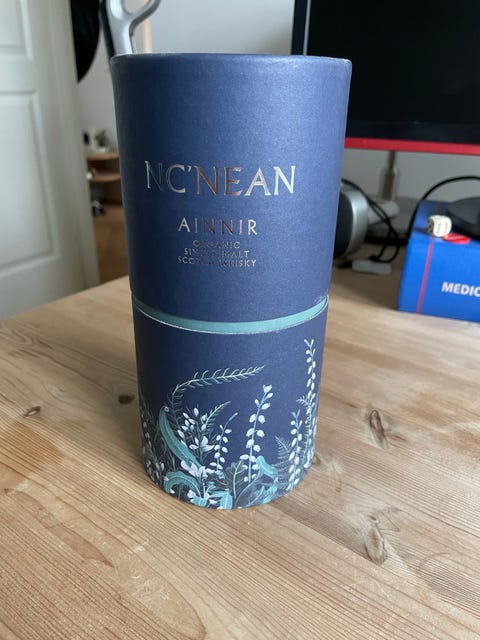 NC'NEAN
AINNIR
ORGANIC
SINGLE MALT
SCOTCH WHISKY
MEDIC